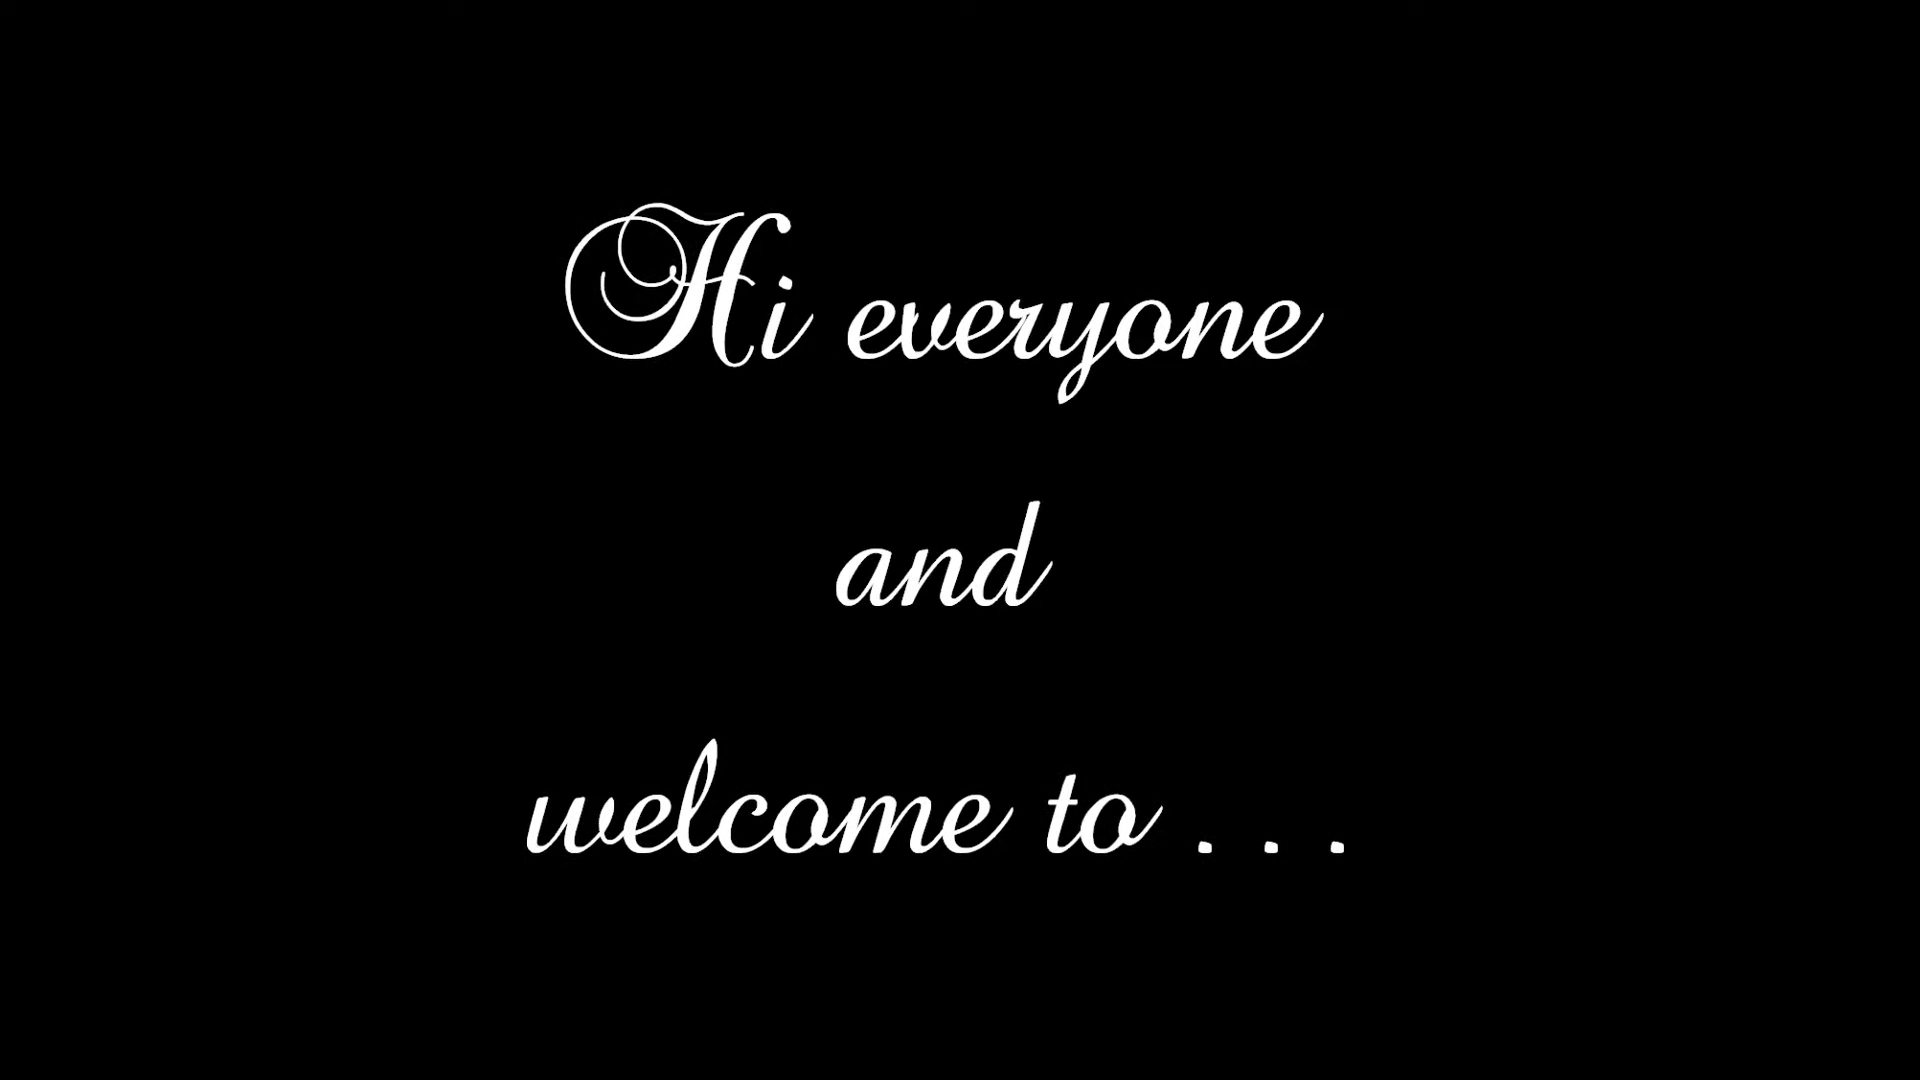 Hi everyone
and
welcome to . . .